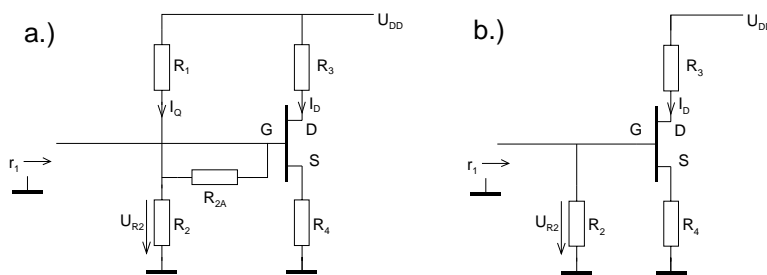 a.)
U_DD
R_1
R_3
I_Q
I_D
G
D
S
r_1
R_2A
U_R2
R_2
R_4
b.)
R_3
I_D
G
D
S
r_1
U_R2
R_2
R_4